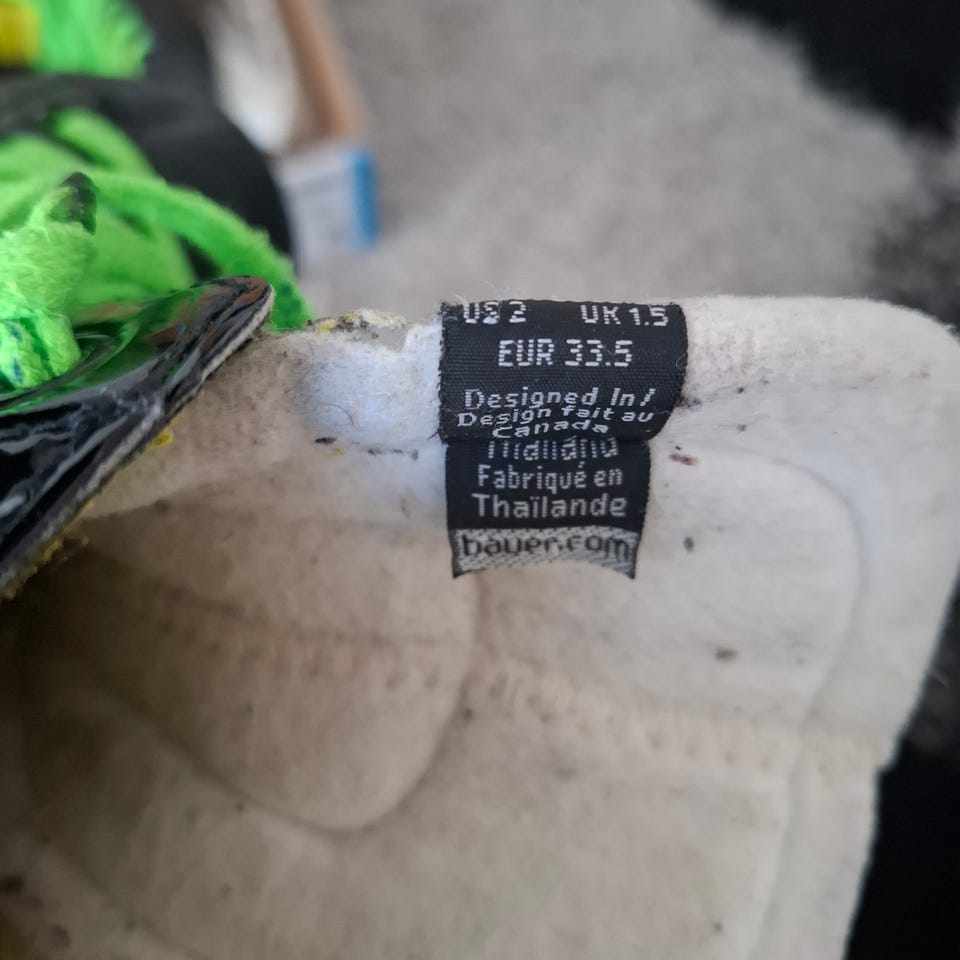 US 2 UK 1.5
EUR 33.5
Designed In/
Design fait au
Canada
Thailand
Fabriqué en
Thaïlande
bauer.com